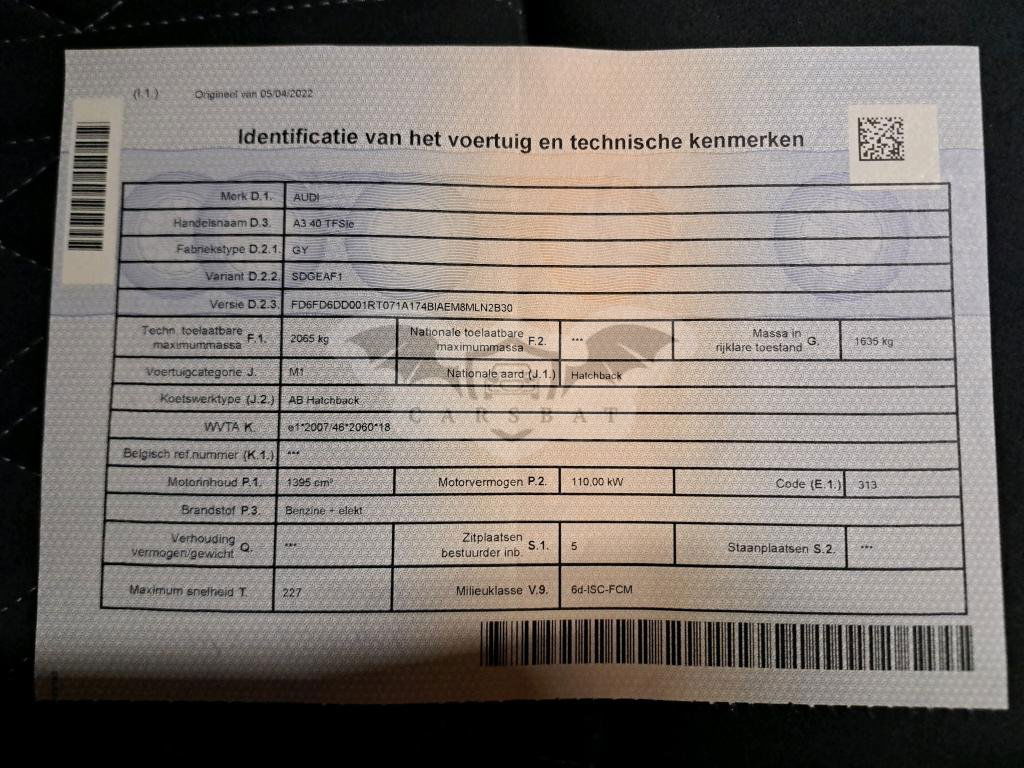 (I.1.) Origineel van 05/04/2022
Identificatie van het voertuig en technische kenmerken
Merk D.1. AUDI
Handelsnaam D.3. A3 40 TFSIe
Fabriekstype D.2.1. GY
Variant D.2.2. SDGEAF1
Versie D.2.3. FD6FD6DD001RT071A174BIAEM8MLN2B30
Techn. toelaatbare maximummassa F.1. 2065 kg Nationale toelaatbare maximummassa F.2. *** Massa in rijklare toestand G. 1635 kg
Voertuigcategorie J. M1 Nationale aard (J.1.) Hatchback
Koetswerktype (J.2.) AB Hatchback
CARSBAT
WVTA K. e1*2007/46*2060*18
Belgisch ref.nummer (K.1.) ***
Motorinhoud P.1. 1395 cm³ Motorvermogen P.2. 110,00 kW Code (E.1.) 313
Brandstof P.3. Benzine + elekt
Verhouding vermogen/gewicht Q. *** Zitplaatsen bestuurder inb. S.1. 5 Staanplaatsen S.2. ***
Maximum snelheid T. 227 Milieuklasse V.9. 6d-ISC-FCM